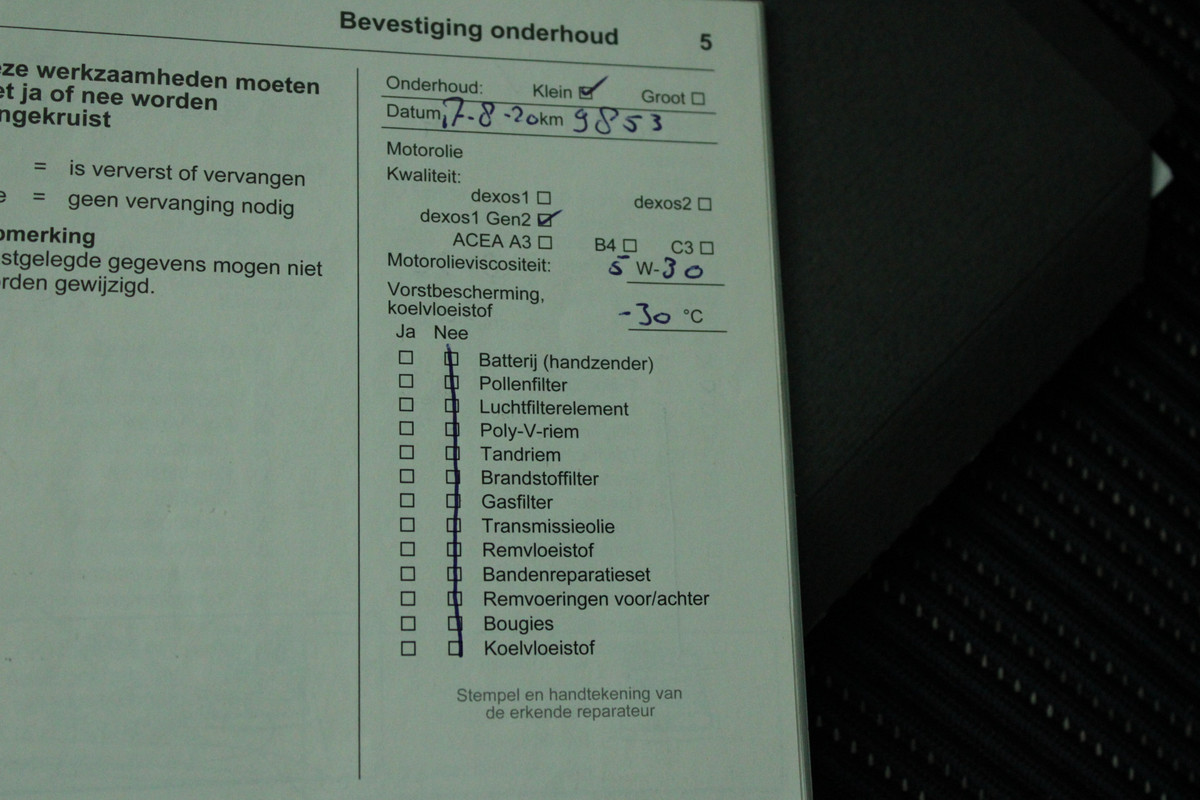 Bevestiging onderhoud 5
ze werkzaamheden moeten
et ja of nee worden
ngekruist
= is ververst of vervangen
e = geen vervanging nodig
omerking
stgelegde gegevens mogen niet
rden gewijzigd.
Onderhoud: Klein Groot
Datum 17-8-20 km 9853
Motorolie
Kwaliteit:
dexos1 dexos2
dexos1 Gen2
ACEA A3 B4 C3
Motorolieviscositeit: 5 W-30
Vorstbescherming,
koelvloeistof -30 °C
Ja Nee
Batterij (handzender)
Pollenfilter
Luchtfilterelement
Poly-V-riem
Tandriem
Brandstoffilter
Gasfilter
Transmissieolie
Remvloeistof
Bandenreparatieset
Remvoeringen voor/achter
Bougies
Koelvloeistof
Stempel en handtekening van
de erkende reparateur